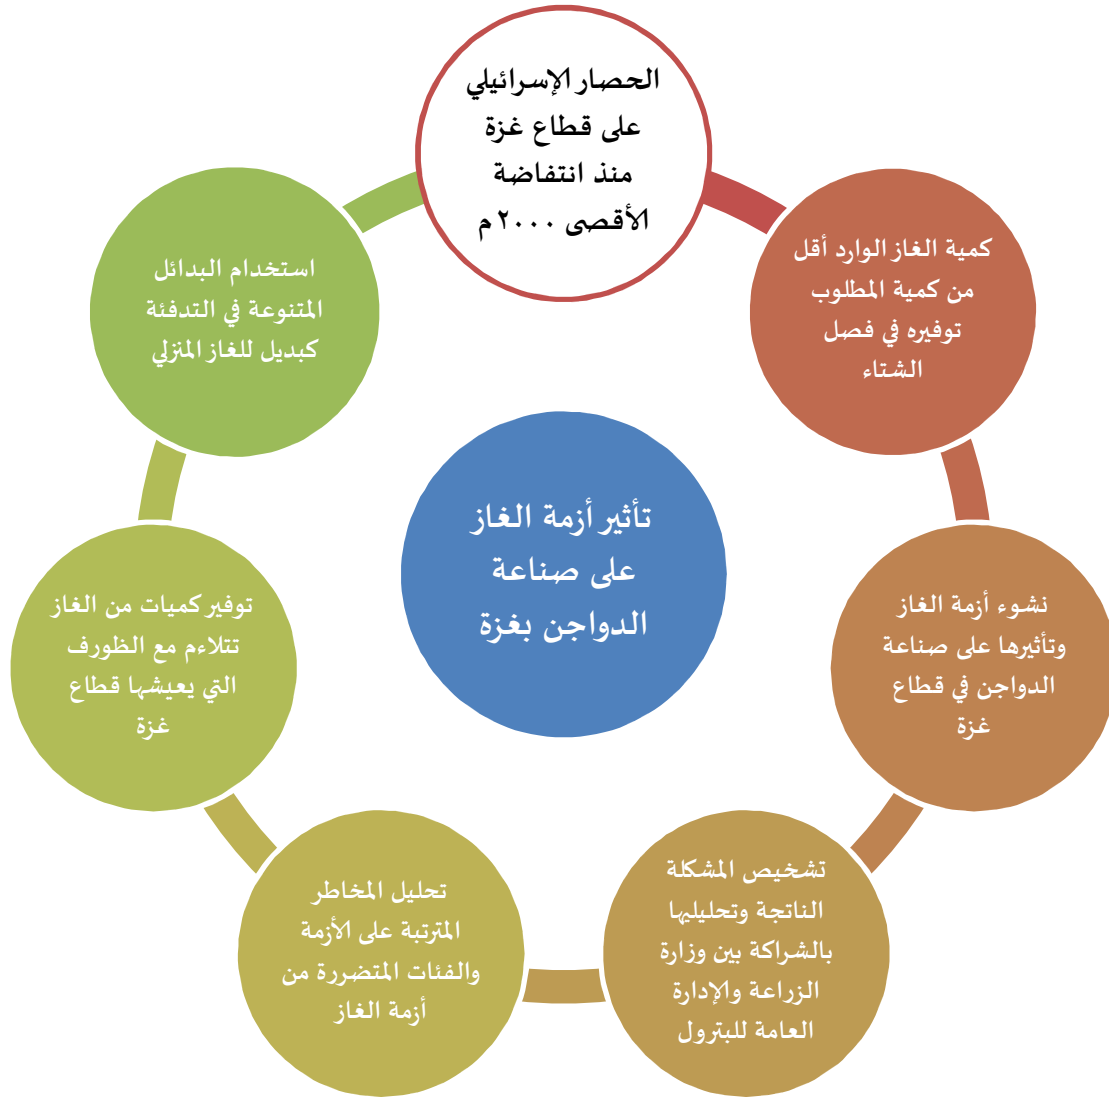 الحصار الإسرائيلي
على قطاع غزة
منذ انتفاضة
الأقصى ٢٠٠٠ م
كمية الغاز الوارد أقل
من كمية المطلوب
توفيره في فصل
الشتاء
نشوء أزمة الغاز
وتأثيرها على صناعة
الدواجن في قطاع
غزة
تشخيص المشكلة
الناتجة وتحليليها
بالشراكة بين وزارة
الزراعة والإدارة
العامة للبترول
تحليل المخاطر
المترتبة على الأزمة
والفئات المتضررة من
أزمة الغاز
توفير كميات من الغاز
تتلاءم مع الظورف
التي يعيشها قطاع
غزة
استخدام البدائل
المتنوعة في التدفئة
كبديل للغاز المنزلي
تأثير أزمة الغاز
على صناعة
الدواجن بغزة